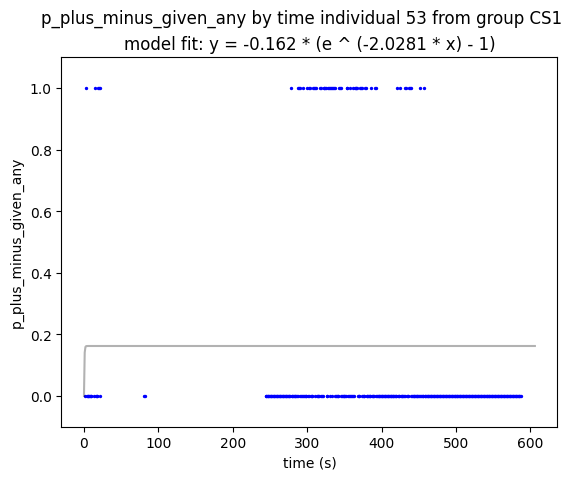 p_plus_minus_given_any by time individual 53 from group CS1
model fit: y = -0.162 * (e ^ (-2.0281 * x) - 1)
1.0
0.8
0.6
0.4
0.2
0.0
p_plus_minus_given_any
0 100 200 300 400 500 600
time (s)